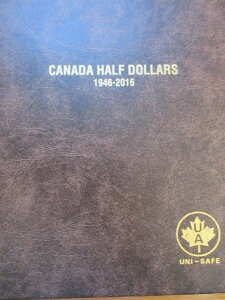 CANADA HALF DOLLARS
1946-2016
U
A
UNI-SAFE